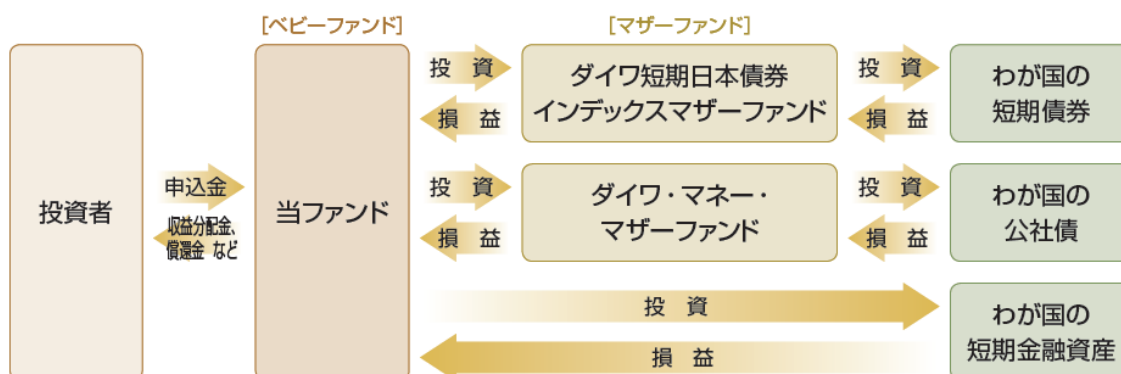 [ベビーファンド]
[マザーファンド]
投資者
申込金
収益分配金、
償還金 など
当ファンド
投 資
損 益
ダイワ短期日本債券
インデックスマザーファンド
投 資
損 益
わが国の
短期債券
投 資
損 益
ダイワ・マネー・
マザーファンド
投 資
損 益
わが国の
公社債
投 資
損 益
わが国の
短期金融資産